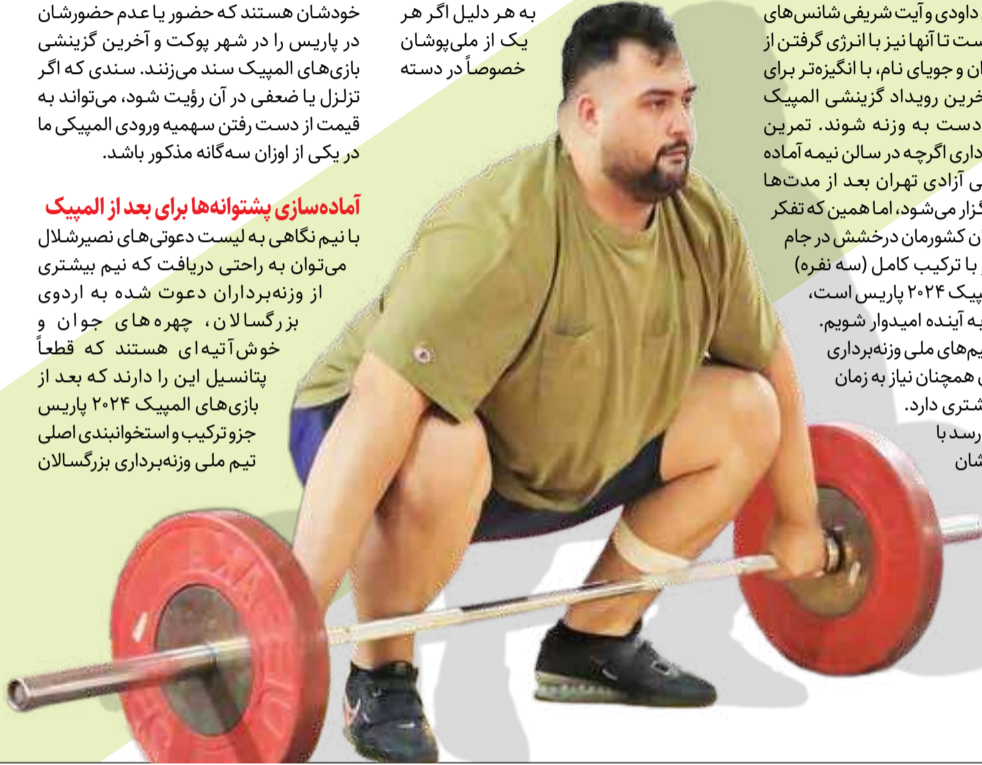 داودی و آیت شریفی شانس‌های
ست تا آنها نیز با انرژی گرفتن از
ان و جویای نام، با انگیزه‌تر برای
خرین رویداد گزینشی المپیک
دست به وزنه شوند. تمرین
داری اگرچه در سالن نیمه آماده
ی آزادی تهران بعد از مدت‌ها
گزار می‌شود، اما همین که تفکر
ان کشورمان درخشش در جام
با ترکیب کامل (سه نفره)
پیک ۲۰۲۴ پاریس است،
به آینده امیدوار شویم.
یم‌های ملی وزنه‌برداری
همچنان نیاز به زمان
شتری دارد.
رسد با
شان
به هر دلیل اگر هر
یک از ملی‌پوشان
خصوصاً در دسته
خودشان هستند که حضور یا عدم حضورشان
در پاریس را در شهر پوکت و آخرین گزینشی
بازی‌های المپیک سند می‌زنند. سندی که اگر
تزلزل یا ضعفی در آن رؤیت شود، می‌تواند به
قیمت از دست رفتن سهمیه ورودی المپیکی ما
در یکی از اوزان سه‌گانه مذکور باشد.
آماده‌سازی پشتوانه‌ها برای بعد از المپیک
با نیم نگاهی به لیست دعوتی‌های نصیرشلال
می‌توان به راحتی دریافت که نیم بیشتری
از وزنه‌برداران دعوت شده به اردوی
بزرگسالان، چهره‌های جوان و
خوش‌آتیه‌ای هستند که قطعاً
پتانسیل این را دارند که بعد از
بازی‌های المپیک ۲۰۲۴ پاریس
جزو ترکیب و استخوانبندی اصلی
تیم ملی وزنه‌برداری بزرگسالان